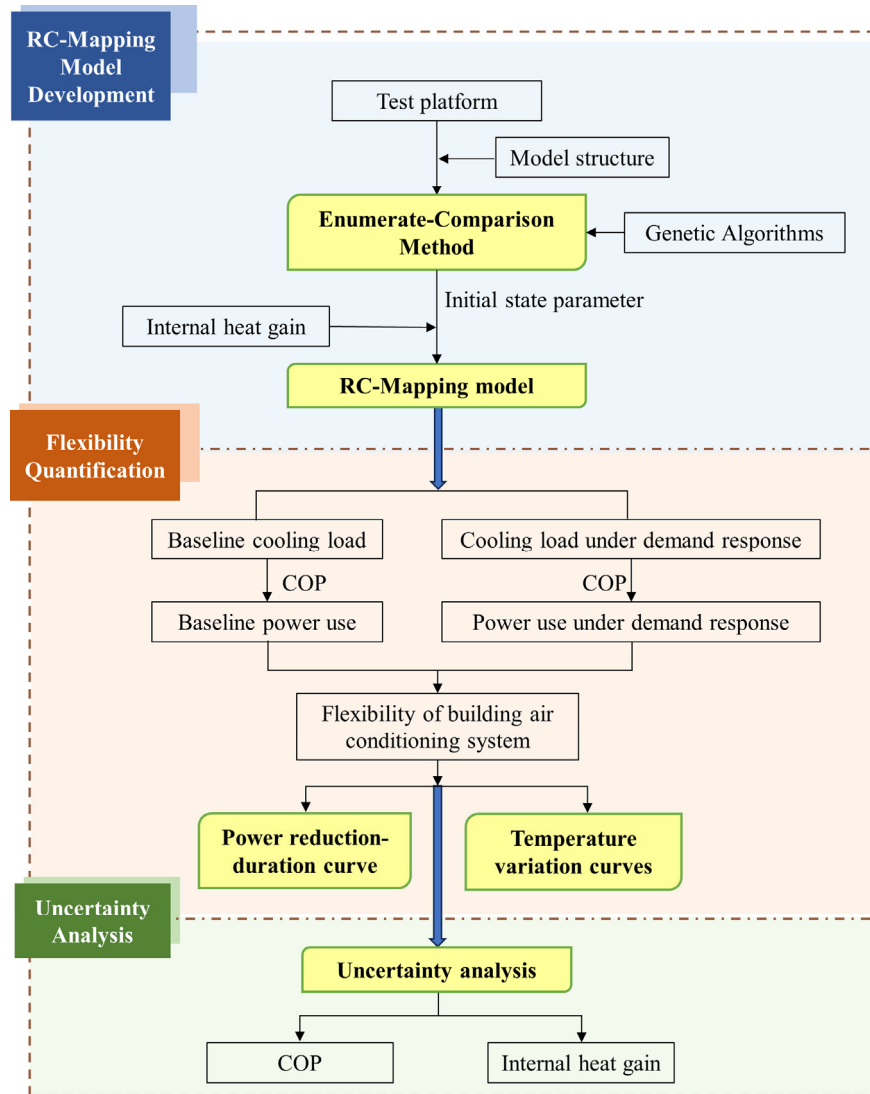 RC-Mapping
Model
Development
Test platform
Model structure
Enumerate-Comparison
Method
Genetic Algorithms
Initial state parameter
Internal heat gain
RC-Mapping model
Flexibility
Quantification
Baseline cooling load
Cooling load under demand response
COP
COP
Baseline power use
Power use under demand response
Flexibility of building air
conditioning system
Power reduction-
duration curve
Temperature
variation curves
Uncertainty
Analysis
Uncertainty analysis
COP
Internal heat gain